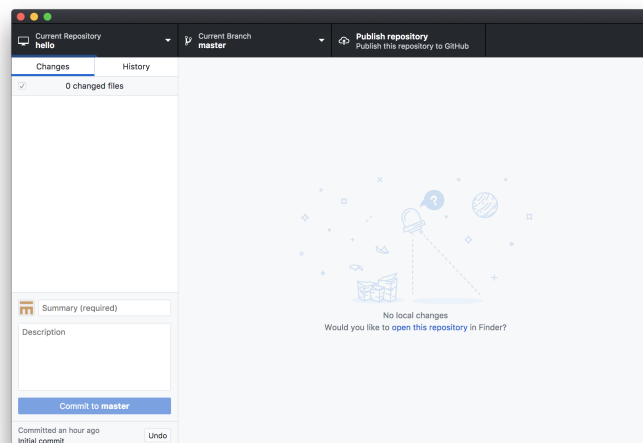 Current Repository
hello
Current Branch
master
Publish repository
Publish this repository to GitHub
Changes
History
0 changed files
?
No local changes
Would you like to open this repository in Finder?
Summary (required)
Description
Commit to master
Committed an hour ago
Initial commit
Undo